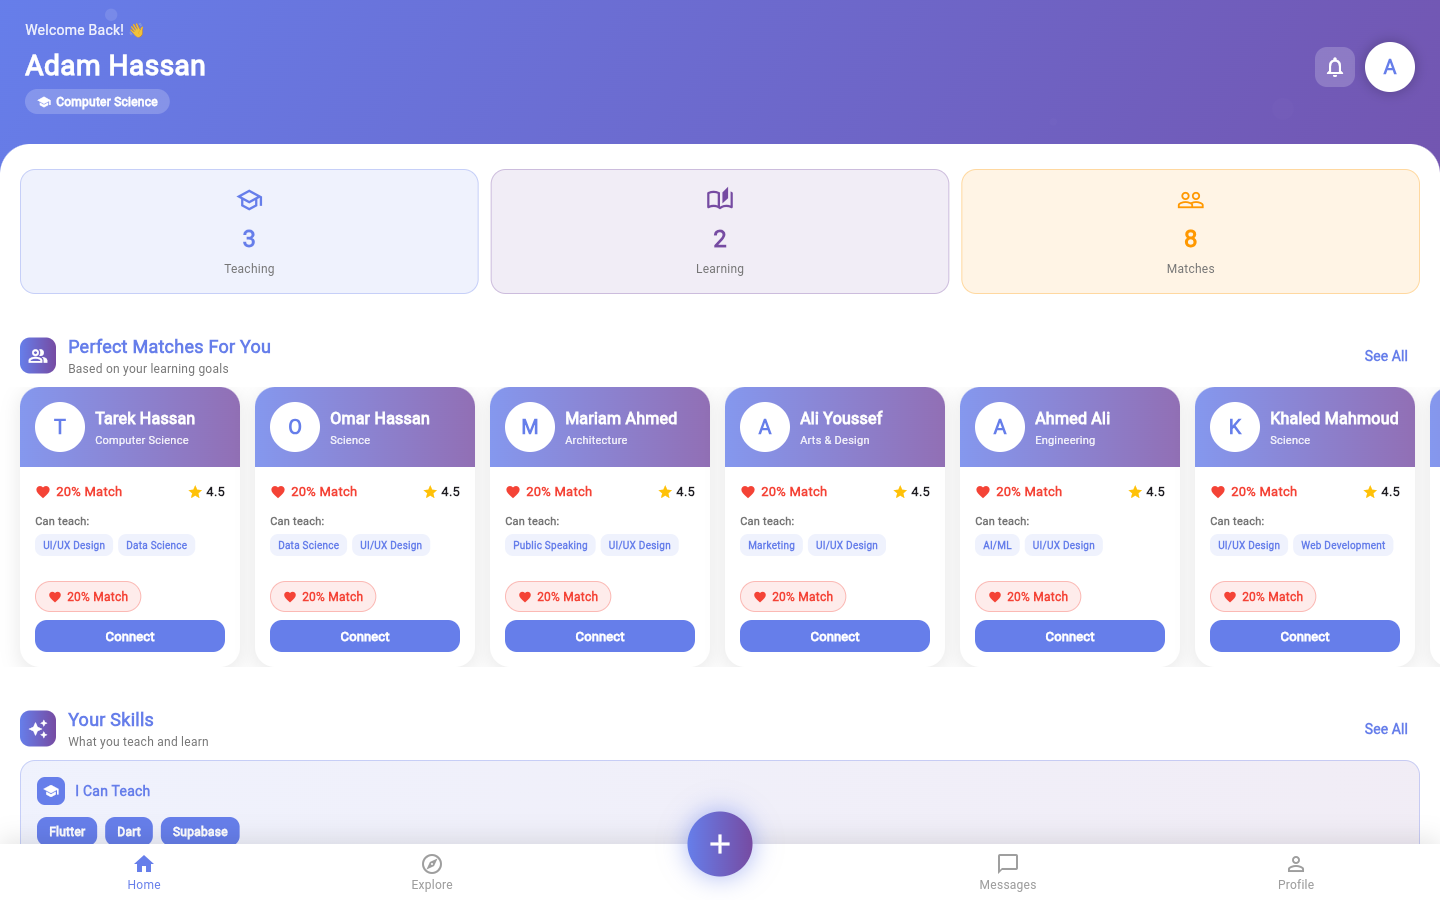 Welcome Back! 👋
Adam Hassan
Computer Science
A
3
Teaching
2
Learning
8
Matches
Perfect Matches For You
Based on your learning goals
See All
T
Tarek Hassan
Computer Science
20% Match
4.5
Can teach:
UI/UX Design
Data Science
20% Match
Connect
O
Omar Hassan
Science
20% Match
4.5
Can teach:
Data Science
UI/UX Design
20% Match
Connect
M
Mariam Ahmed
Architecture
20% Match
4.5
Can teach:
Public Speaking
UI/UX Design
20% Match
Connect
A
Ali Youssef
Arts & Design
20% Match
4.5
Can teach:
Marketing
UI/UX Design
20% Match
Connect
A
Ahmed Ali
Engineering
20% Match
4.5
Can teach:
AI/ML
UI/UX Design
20% Match
Connect
K
Khaled Mahmoud
Science
20% Match
4.5
Can teach:
UI/UX Design
Web Development
20% Match
Connect
Your Skills
What you teach and learn
See All
I Can Teach
Flutter
Dart
Supabase
Home
Explore
Messages
Profile